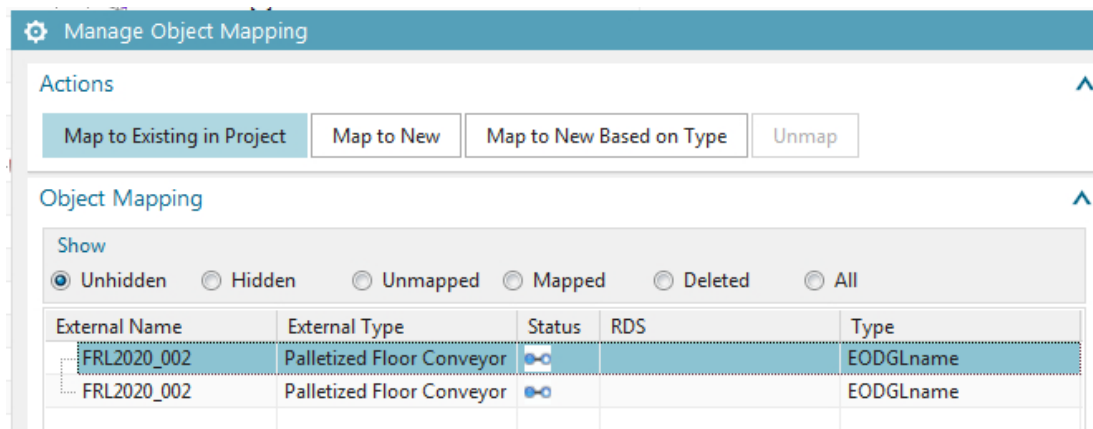 Manage Object Mapping
Actions
Map to Existing in Project Map to New Map to New Based on Type Unmap
Object Mapping
Show
Unhidden Hidden Unmapped Mapped Deleted All
External Name External Type Status RDS Type
FRL2020_002 Palletized Floor Conveyor EODGLname
FRL2020_002 Palletized Floor Conveyor EODGLname